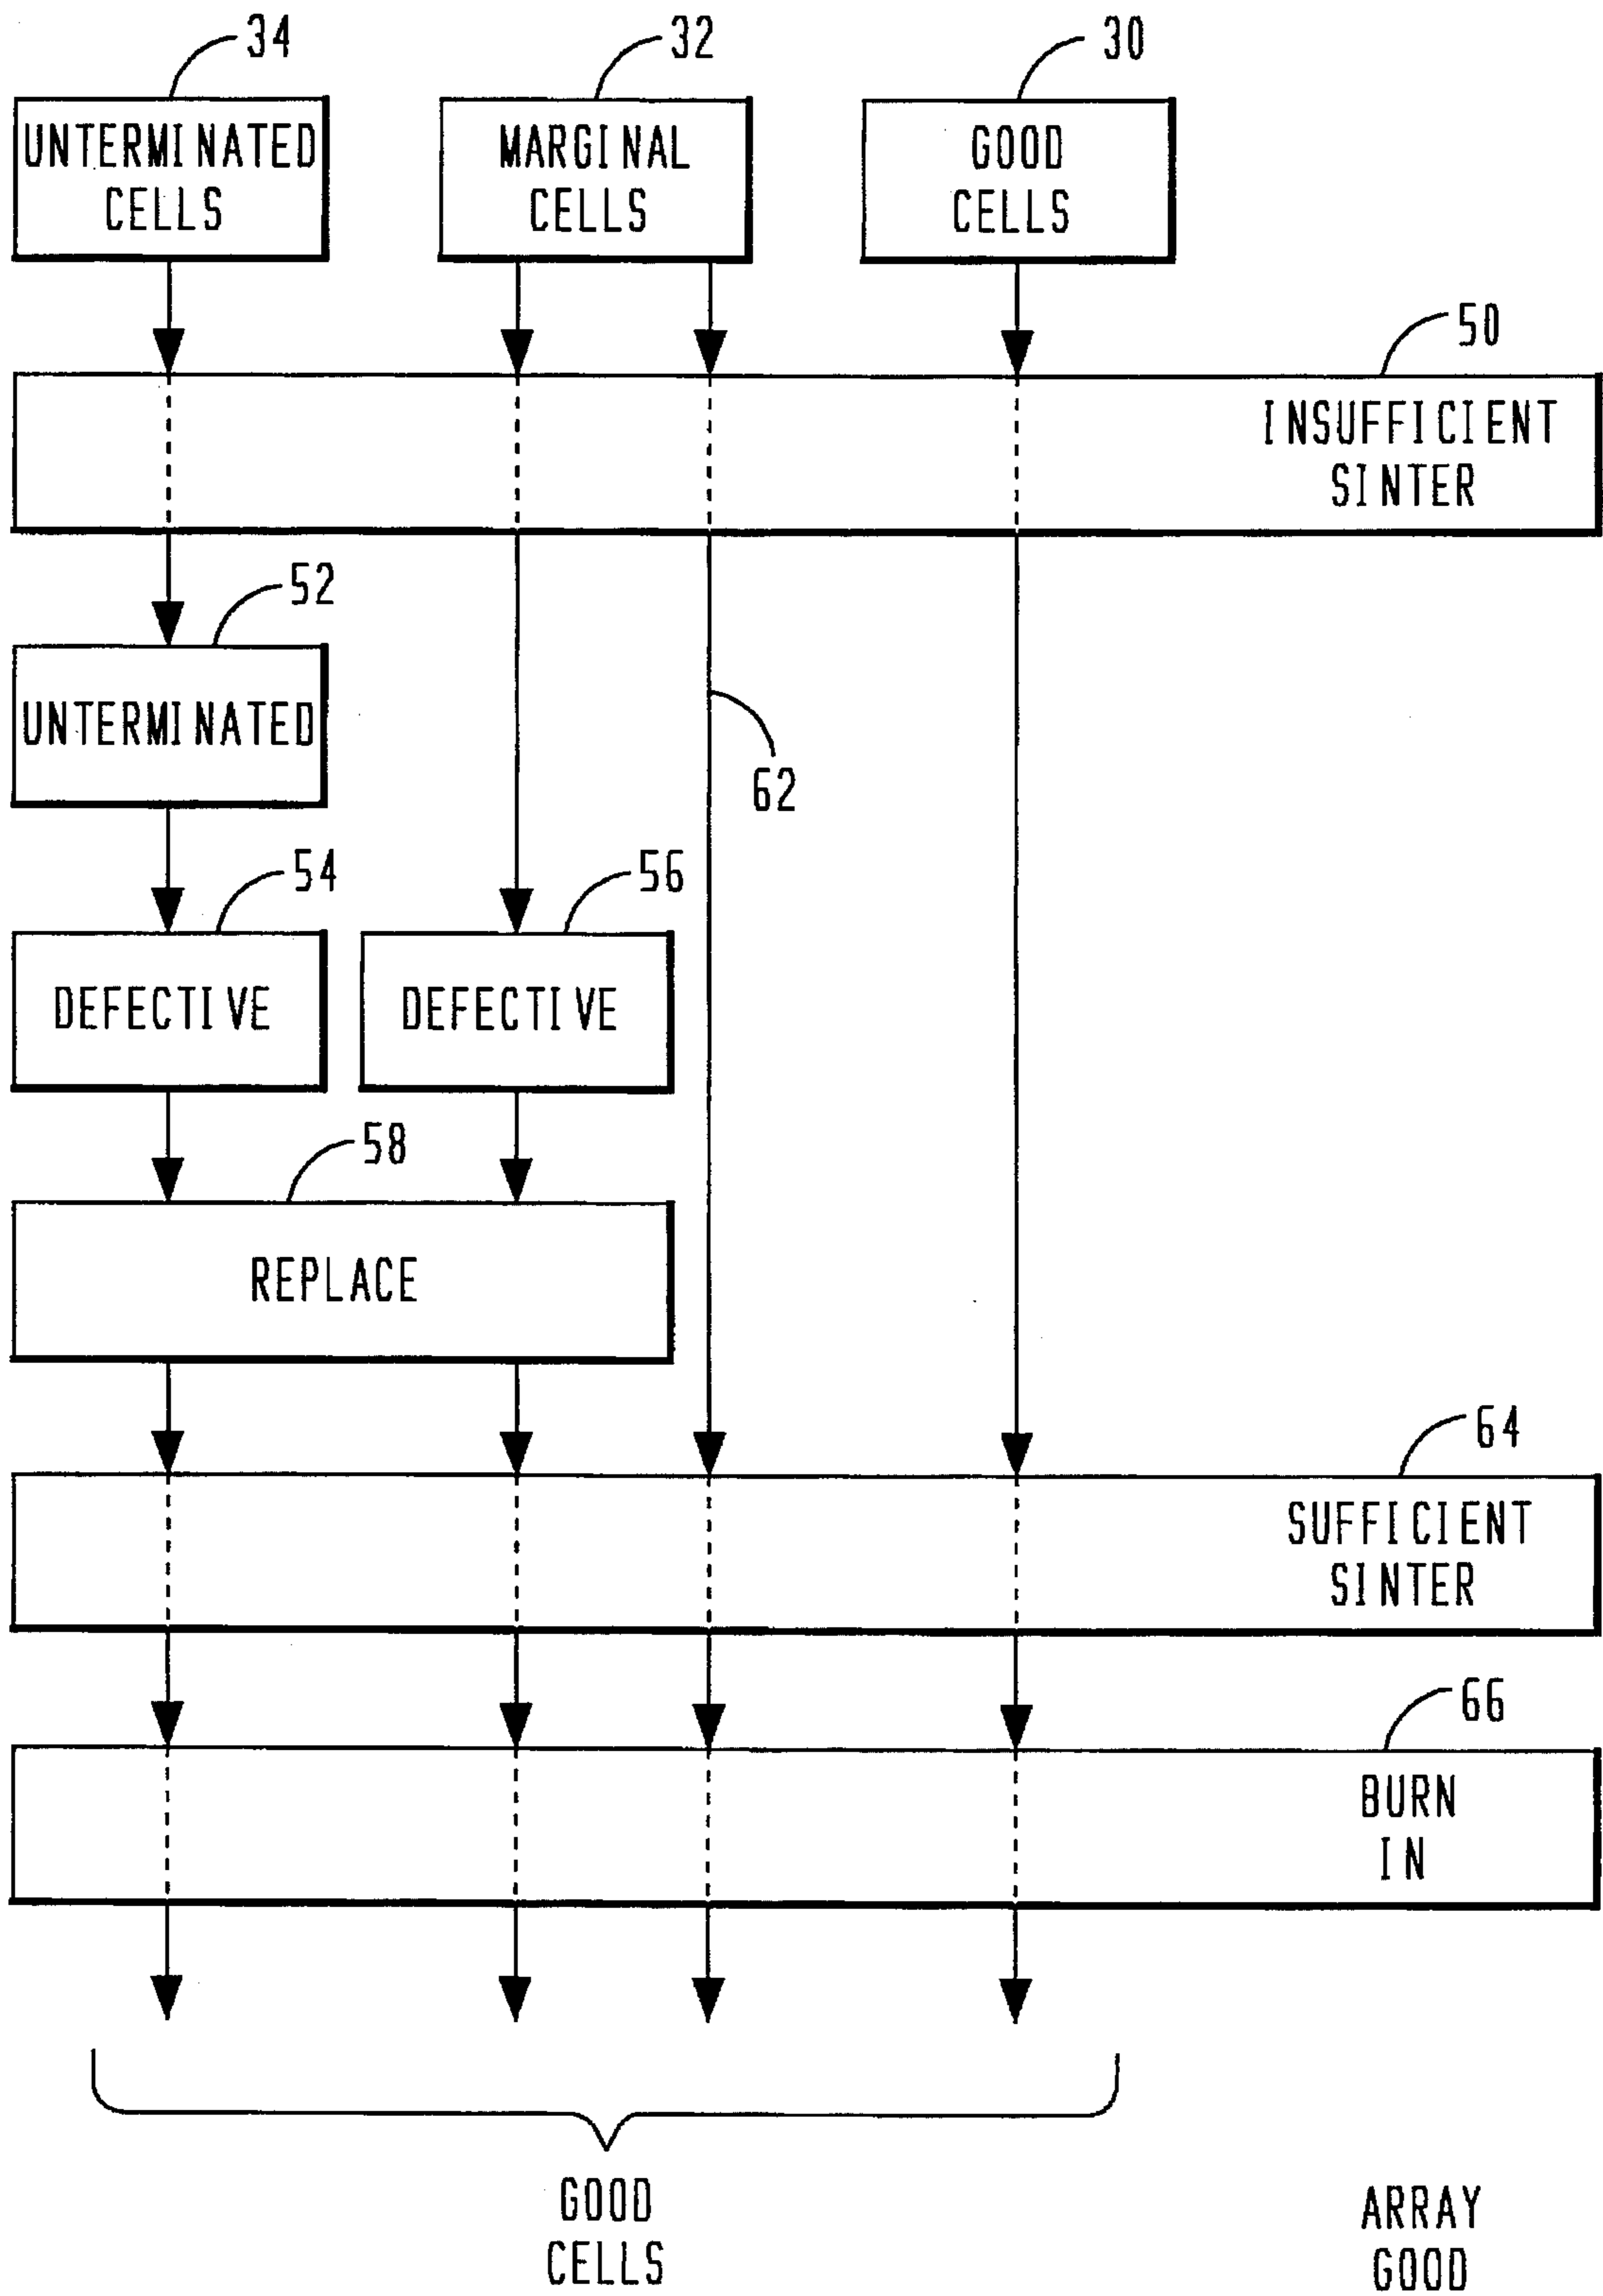 34
32
30
UNTERMINATED
CELLS
MARGINAL
CELLS
GOOD
CELLS
50
INSUFFICIENT
SINTER
52
UNTERMINATED
62
54
56
DEFECTIVE
DEFECTIVE
58
REPLACE
64
SUFFICIENT
SINTER
66
BURN
IN
GOOD
CELLS
ARRAY
GOOD